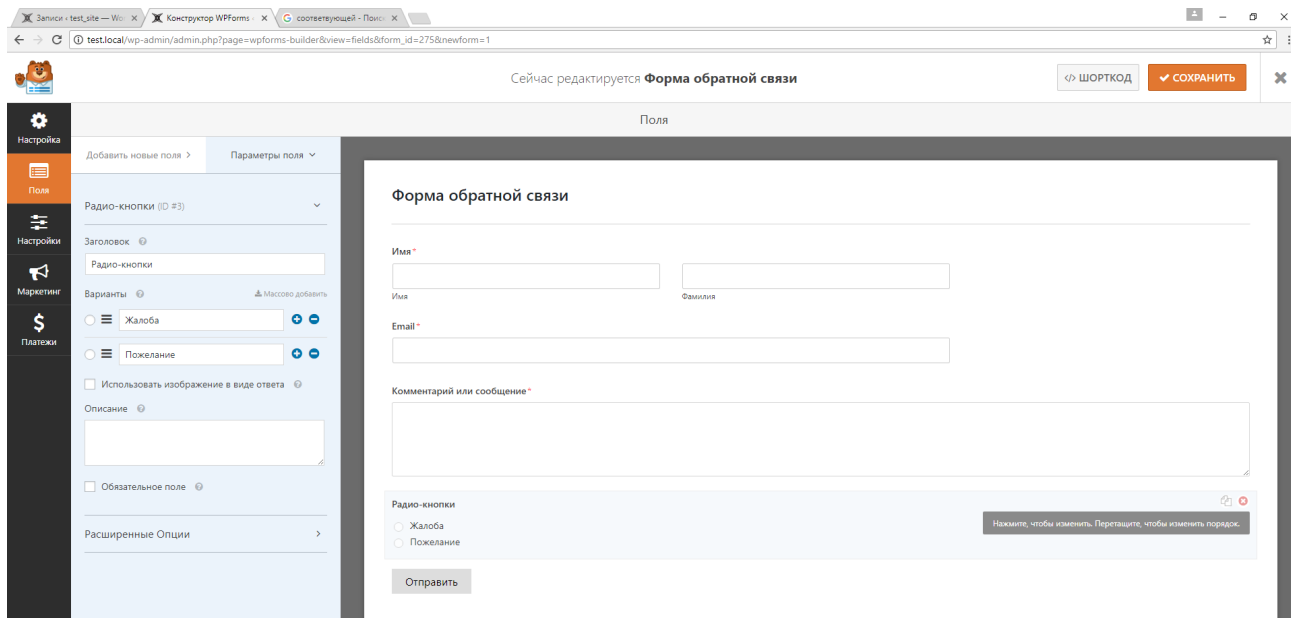 Записи ‹ test_site — Wo
Конструктор WPForms -
соответвующей - Поис
test.local/wp-admin/admin.php?page=wpforms-builder&view=fields&form_id=275&newform=1
Сейчас редактируется Форма обратной связи
</> ШОРТКОД
СОХРАНИТЬ
Настройка
Поля
Настройки
Маркетинг
Платежи
Поля
Добавить новые поля
Параметры поля
Радио-кнопки (ID #3)
Заголовок
Радио-кнопки
Варианты
Массово добавить
Жалоба
Пожелание
Использовать изображение в виде ответа
Описание
Обязательное поле
Расширенные Опции
Форма обратной связи
Имя *
Имя
Фамилия
Email *
Комментарий или сообщение *
Радио-кнопки
Жалоба
Пожелание
Нажмите, чтобы изменить. Перетащите, чтобы изменить порядок.
Отправить